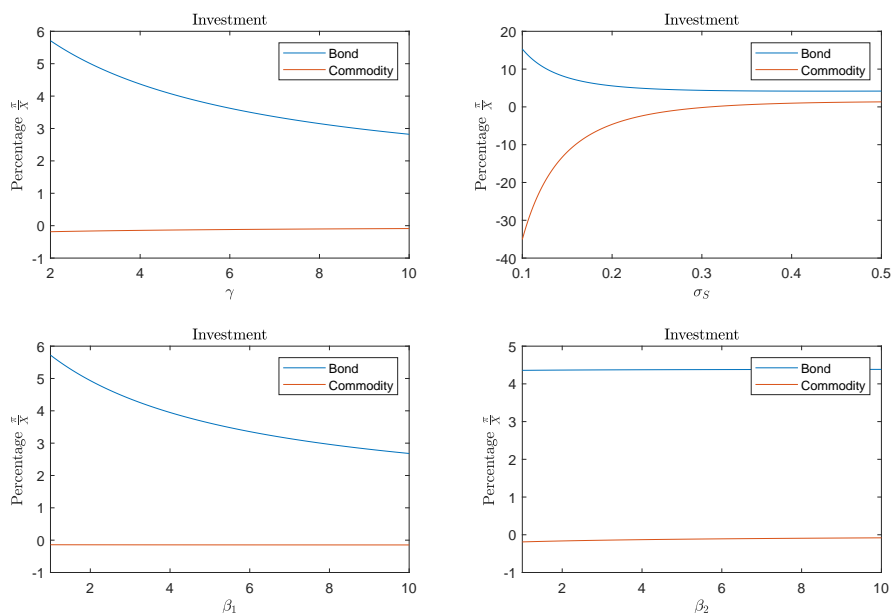 Investment
Percentage π/X
6
5
4
3
2
1
0
-1
Bond
Commodity
2
4
6
8
10
γ
Investment
Percentage π/X
20
10
0
-10
-20
-30
-40
Bond
Commodity
0.1
0.2
0.3
0.4
0.5
σ_S
Investment
Percentage π/X
6
5
4
3
2
1
0
-1
Bond
Commodity
2
4
6
8
10
β₁
Investment
Percentage π/X
5
4
3
2
1
0
-1
Bond
Commodity
2
4
6
8
10
β₂